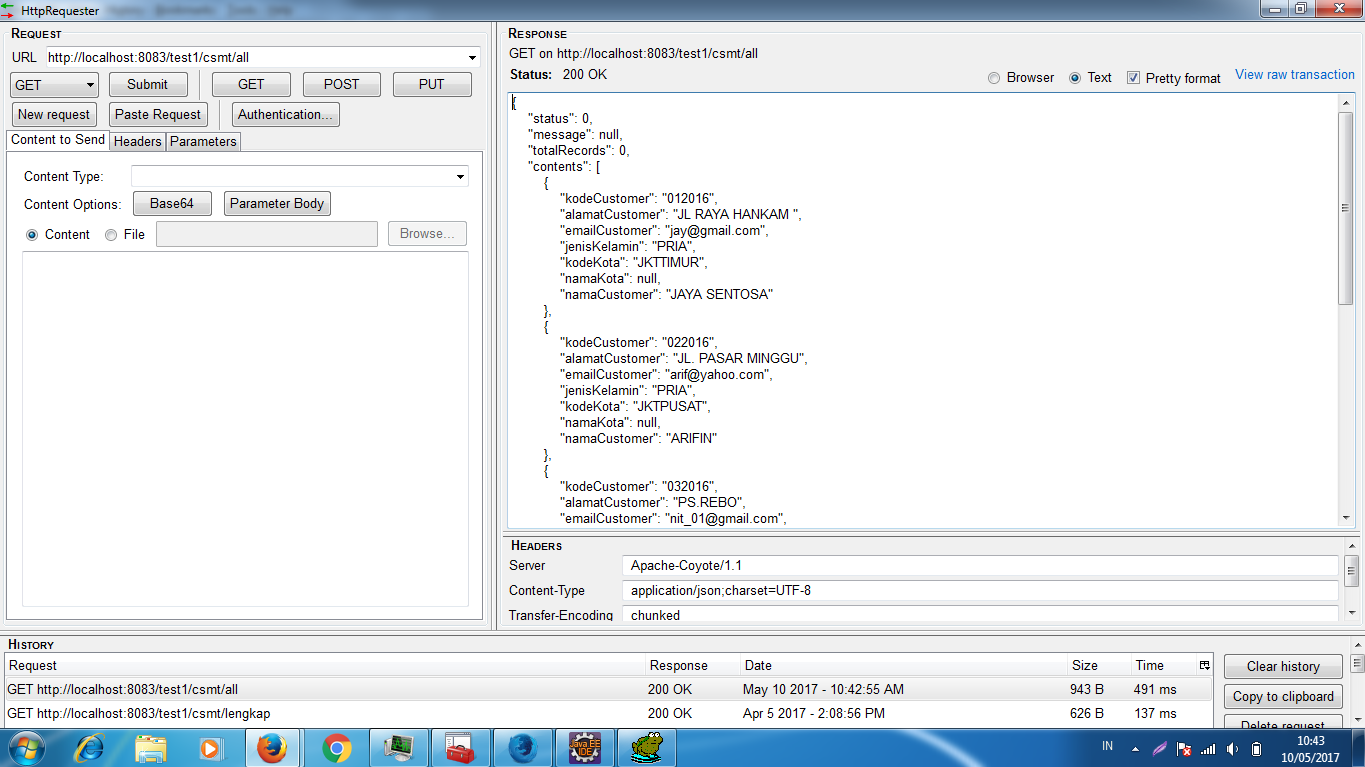 HttpRequester
REQUEST
URL http://localhost:8083/test1/csmt/all
GET Submit GET POST PUT
New request Paste Request Authentication...
Content to Send Headers Parameters
Content Type:
Content Options: Base64 Parameter Body
Content File Browse...
RESPONSE
GET on http://localhost:8083/test1/csmt/all
Status: 200 OK
Browser Text Pretty format View raw transaction
{
"status": 0,
"message": null,
"totalRecords": 0,
"contents": [
{
"kodeCustomer": "012016",
"alamatCustomer": "JL RAYA HANKAM ",
"emailCustomer": "jay@gmail.com",
"jenisKelamin": "PRIA",
"kodeKota": "JKTTIMUR",
"namaKota": null,
"namaCustomer": "JAYA SENTOSA"
},
{
"kodeCustomer": "022016",
"alamatCustomer": "JL. PASAR MINGGU",
"emailCustomer": "arif@yahoo.com",
"jenisKelamin": "PRIA",
"kodeKota": "JKTPUSAT",
"namaKota": null,
"namaCustomer": "ARIFIN"
},
{
"kodeCustomer": "032016",
"alamatCustomer": "PS.REBO",
"emailCustomer": "nit_01@gmail.com",
HEADERS
Server Apache-Coyote/1.1
Content-Type application/json;charset=UTF-8
Transfer-Encoding chunked
HISTORY
Request Response Date Size Time
GET http://localhost:8083/test1/csmt/all 200 OK May 10 2017 - 10:42:55 AM 943 B 491 ms
GET http://localhost:8083/test1/csmt/lengkap 200 OK Apr 5 2017 - 2:08:56 PM 626 B 137 ms
Clear history
Copy to clipboard
Delete request
Java EE
IDE
IN
10:43
10/05/2017